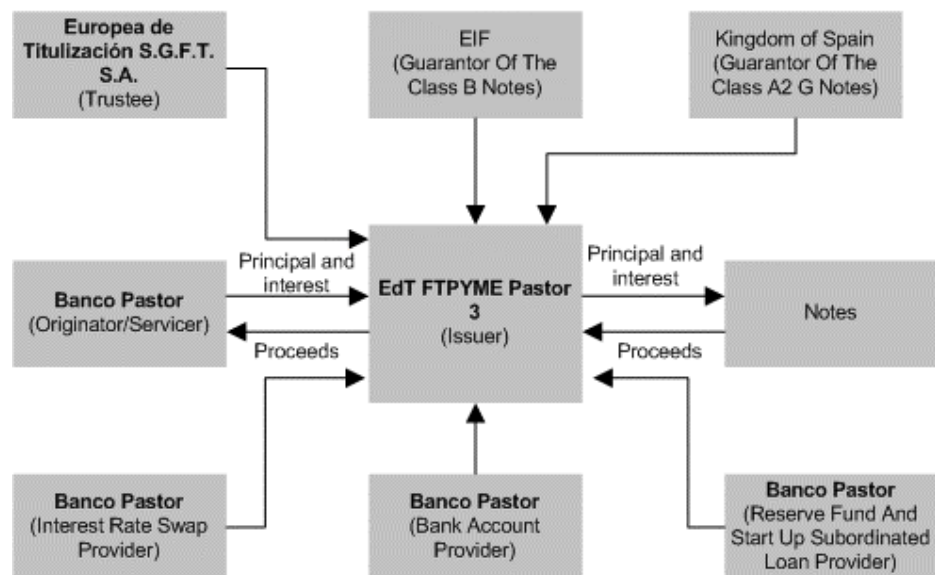 Europea de
Titulización S.G.F.T.
S.A.
(Trustee)
EIF
(Guarantor Of The
Class B Notes)
Kingdom of Spain
(Guarantor Of The
Class A2 G Notes)
Principal and
interest
Banco Pastor
(Originator/Servicer)
Proceeds
EdT FTPYME Pastor
3
(Issuer)
Principal and
interest
Notes
Proceeds
Banco Pastor
(Interest Rate Swap
Provider)
Banco Pastor
(Bank Account
Provider)
Banco Pastor
(Reserve Fund And
Start Up Subordinated
Loan Provider)